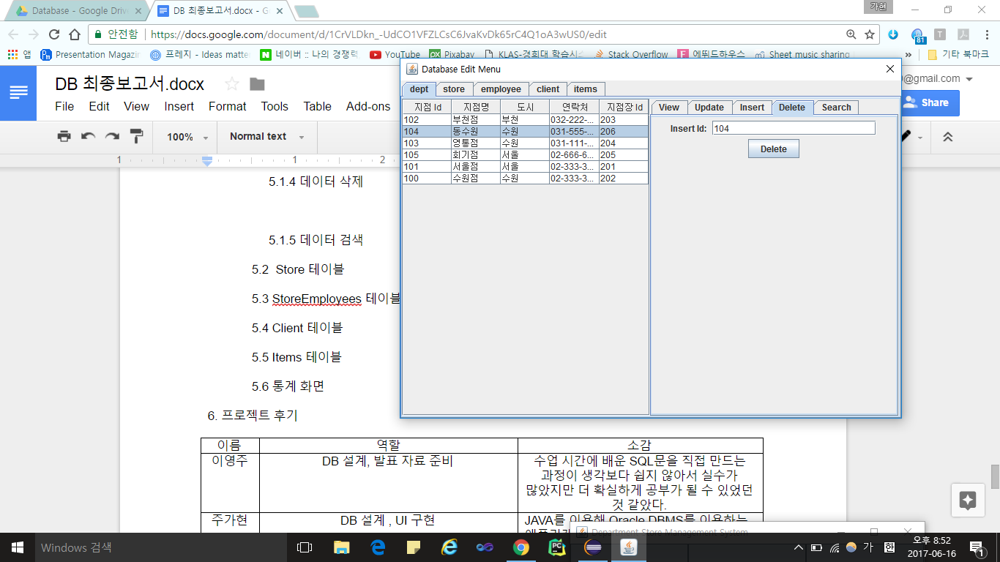 가현
Database - Google Drive
DB 최종보고서.docx - G
안전함
https://docs.google.com/document/d/1CrVLDkn_-UdCO1VFZLCsC6JvaKvDk65rC4Q1oA3wUS0/edit
81
앱
Presentation Magazin
프레지 - Ideas matter
네이버 :: 나의 경쟁력
YouTube
Pixabay
KLAS-경희대 학습시
Stack Overflow
에뛰드하우스
Sheet music sharing
»
기타 북마크
DB 최종보고서.docx
@gmail.com
File Edit View Insert Format Tools Table Add-ons
Share
100%
Normal text
1 1 2
5.1.4 데이터 삭제
5.1.5 데이터 검색
5.2 Store 테이블
5.3 StoreEmployees 테이블
5.4 Client 테이블
5.5 Items 테이블
5.6 통계 화면
6. 프로젝트 후기
이름 역할 소감
이영주 DB 설계, 발표 자료 준비 수업 시간에 배운 SQL문을 직접 만드는
과정이 생각보다 쉽지 않아서 실수가
많았지만 더 확실하게 공부가 될 수 있었던
것 같았다.
주가현 DB 설계 , UI 구현 JAVA를 이용해 Oracle DBMS를 이용하는
Database Edit Menu
dept store employee client items
지점 Id 지점명 도시 연락처 지점장 Id
102 부천점 부천 032-222-... 203
104 동수원 수원 031-555-... 206
103 영통점 수원 031-111-... 204
105 회기점 서울 02-666-6... 205
101 서울점 서울 02-333-3... 201
100 수원점 수원 02-333-3... 202
View Update Insert Delete Search
Insert Id: 104
Delete
Department Store Management System
Windows 검색
PC
가
한
오후 8:52
2017-06-16
1